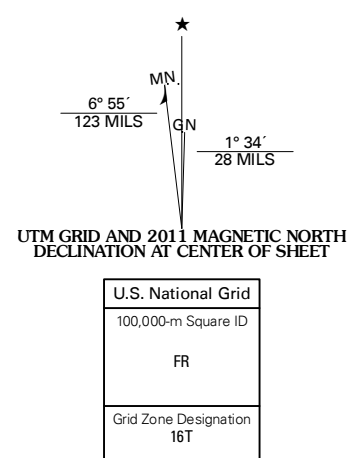 MN.
6° 55´
123 MILS
GN
1° 34´
28 MILS
UTM GRID AND 2011 MAGNETIC NORTH
DECLINATION AT CENTER OF SHEET
U.S. National Grid
100,000-m Square ID
FR
Grid Zone Designation
16T